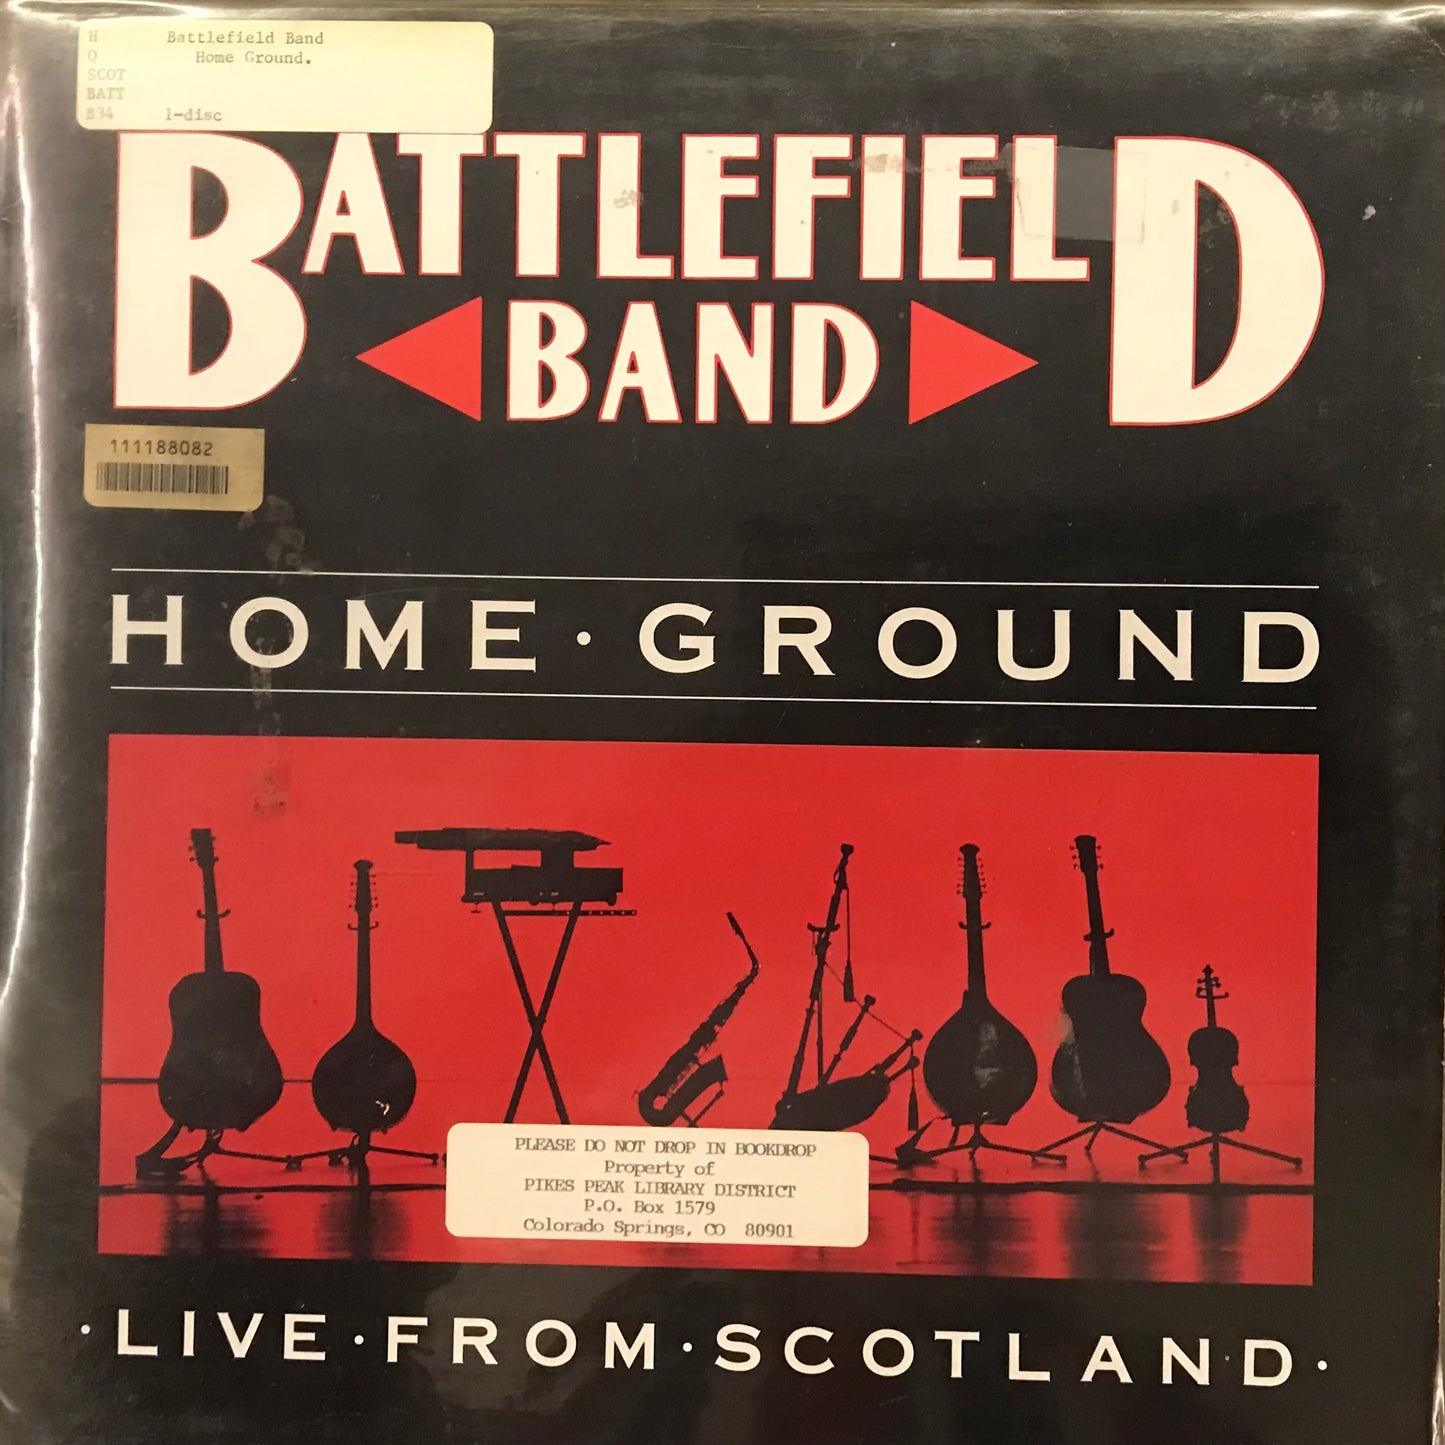 H Battlefield Band
Q Home Ground.
SCOT
BATT
B34 1-disc
BATTLEFIELD
BAND
111188082
HOME·GROUND
PLEASE DO NOT DROP IN BOOKDROP
Property of
PIKES PEAK LIBRARY DISTRICT
P.O. Box 1579
Colorado Springs, CO 80901
·LIVE·FROM·SCOTLAND·